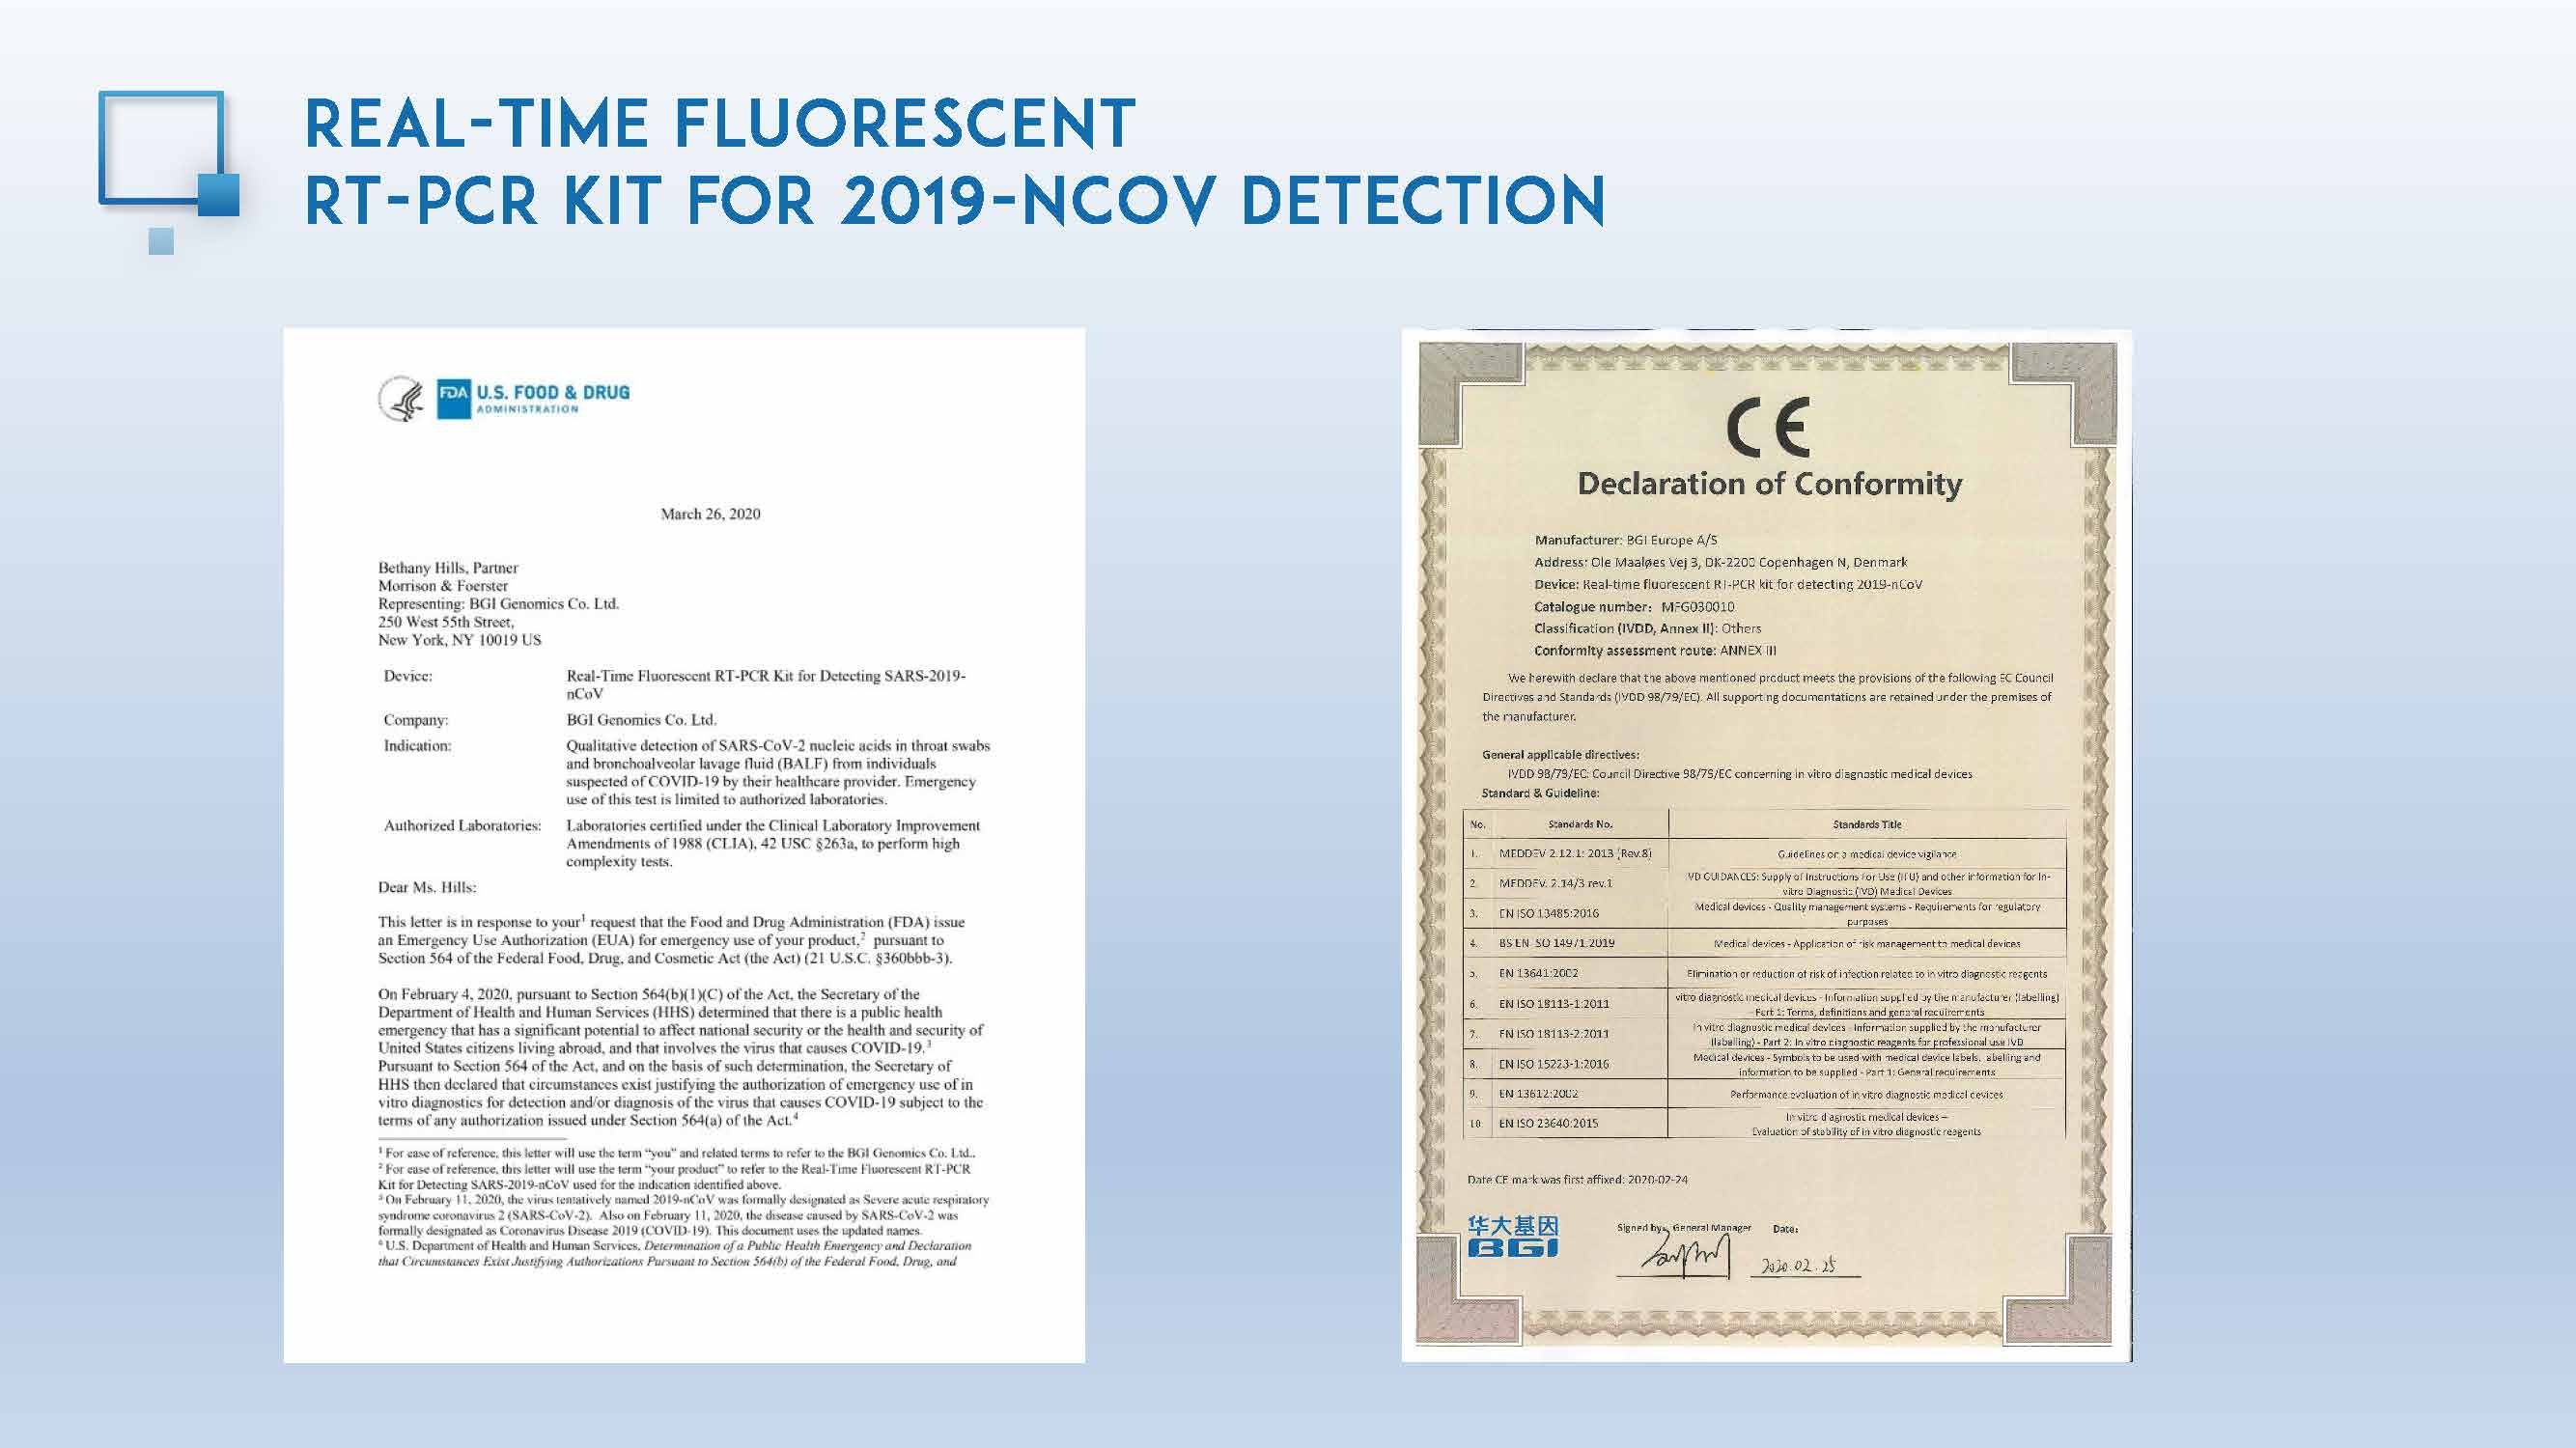 REAL-TIME FLUORESCENT
RT-PCR KIT FOR 2019-NCOV DETECTION
FDA U.S. FOOD & DRUG
ADMINISTRATION
March 26, 2020
Bethany Hills, Partner
Morrison & Foerster
Representing: BGI Genomics Co. Ltd.
250 West 55th Street,
New York, NY 10019 US
Device: Real-Time Fluorescent RT-PCR Kit for Detecting SARS-2019-
nCoV
Company: BGI Genomics Co. Ltd.
Indication: Qualitative detection of SARS-CoV-2 nucleic acids in throat swabs
and bronchoalveolar lavage fluid (BALF) from individuals
suspected of COVID-19 by their healthcare provider. Emergency
use of this test is limited to authorized laboratories.
Authorized Laboratories: Laboratories certified under the Clinical Laboratory Improvement
Amendments of 1988 (CLIA), 42 USC §263a, to perform high
complexity tests.
Dear Ms. Hills:
This letter is in response to your1 request that the Food and Drug Administration (FDA) issue
an Emergency Use Authorization (EUA) for emergency use of your product,2 pursuant to
Section 564 of the Federal Food, Drug, and Cosmetic Act (the Act) (21 U.S.C. §360bbb-3).
On February 4, 2020, pursuant to Section 564(b)(1)(C) of the Act, the Secretary of the
Department of Health and Human Services (HHS) determined that there is a public health
emergency that has a significant potential to affect national security or the health and security of
United States citizens living abroad, and that involves the virus that causes COVID-19.3
Pursuant to Section 564 of the Act, and on the basis of such determination, the Secretary of
HHS then declared that circumstances exist justifying the authorization of emergency use of in
vitro diagnostics for detection and/or diagnosis of the virus that causes COVID-19 subject to the
terms of any authorization issued under Section 564(a) of the Act.4
1 For ease of reference, this letter will use the term “you” and related terms to refer to the BGI Genomics Co. Ltd..
2 For ease of reference, this letter will use the term “your product” to refer to the Real-Time Fluorescent RT-PCR
Kit for Detecting SARS-2019-nCoV used for the indication identified above.
3 On February 11, 2020, the virus tentatively named 2019-nCoV was formally designated as Severe acute respiratory
syndrome coronavirus 2 (SARS-CoV-2). Also on February 11, 2020, the disease caused by SARS-CoV-2 was
formally designated as Coronavirus Disease 2019 (COVID-19). This document uses the updated names.
4 U.S. Department of Health and Human Services, Determination of a Public Health Emergency and Declaration
that Circumstances Exist Justifying Authorizations Pursuant to Section 564(b) of the Federal Food, Drug, and
CE
Declaration of Conformity
Manufacturer: BGI Europe A/S
Address: Ole Maaløes Vej 3, DK-2200 Copenhagen N, Denmark
Device: Real-time fluorescent RT-PCR kit for detecting 2019-nCoV
Catalogue number: MFG030010
Classification (IVDD, Annex II): Others
Conformity assessment route: ANNEX III
We herewith declare that the above mentioned product meets the provisions of the following EC Council
Directives and Standards (IVDD 98/79/EC). All supporting documentations are retained under the premises of
the manufacturer.
General applicable directives:
IVDD 98/79/EC: Council Directive 98/79/EC concerning in vitro diagnostic medical devices
Standard & Guideline:
No. Standards No. Standards Title
1. MEDDEV 2.12.1: 2013 (Rev.8) Guidelines on a medical device vigilance
2. MEDDEV. 2.14/3 rev.1 IVD GUIDANCES: Supply of Instructions For Use (IFU) and other information for In-
vitro Diagnostic (IVD) Medical Devices
3. EN ISO 13485:2016 Medical devices - Quality management systems - Requirements for regulatory
purposes
4. BS EN ISO 14971:2019 Medical devices - Application of risk management to medical devices
5. EN 13641:2002 Elimination or reduction of risk of infection related to in vitro diagnostic reagents
6. EN ISO 18113-1:2011 vitro diagnostic medical devices - Information supplied by the manufacturer (labelling)
- Part 1: Terms, definitions and general requirements
7. EN ISO 18113-2:2011 In vitro diagnostic medical devices - Information supplied by the manufacturer
(labelling) - Part 2: In vitro diagnostic reagents for professional use IVD
8. EN ISO 15223-1:2016 Medical devices - Symbols to be used with medical device labels, labelling and
information to be supplied - Part 1: General requirements
9. EN 13612:2002 Performance evaluation of in vitro diagnostic medical devices
10. EN ISO 23640:2015 In vitro diagnostic medical devices –
Evaluation of stability of in vitro diagnostic reagents
Date CE mark was first affixed: 2020-02-24
华大基因
BGI
Signed by: General Manager Date:
2020.02.25